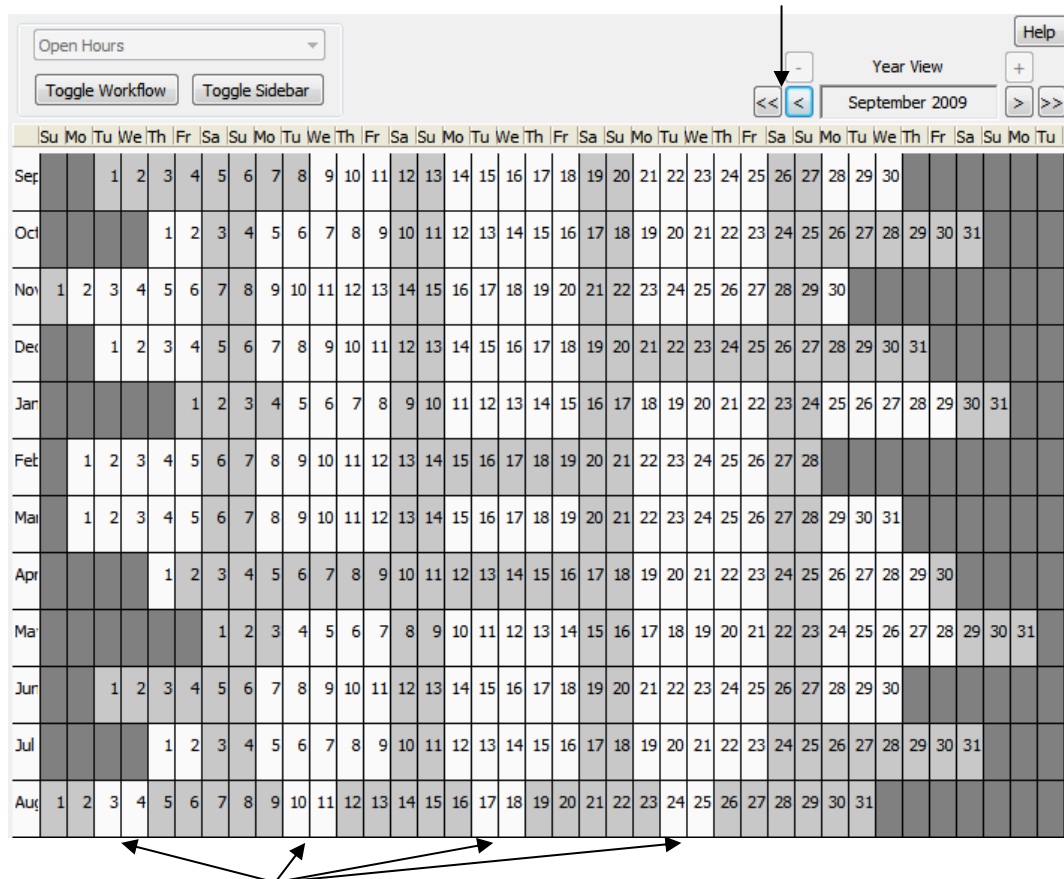 Help
Open Hours
- Year View +
Toggle Workflow Toggle Sidebar
<< < September 2009 > >>
Su Mo Tu We Th Fr Sa Su Mo Tu We Th Fr Sa Su Mo Tu We Th Fr Sa Su Mo Tu We Th Fr Sa Su Mo Tu We Th Fr Sa Su Mo Tu
Sep 1 2 3 4 5 6 7 8 9 10 11 12 13 14 15 16 17 18 19 20 21 22 23 24 25 26 27 28 29 30
Oct 1 2 3 4 5 6 7 8 9 10 11 12 13 14 15 16 17 18 19 20 21 22 23 24 25 26 27 28 29 30 31
Nov 1 2 3 4 5 6 7 8 9 10 11 12 13 14 15 16 17 18 19 20 21 22 23 24 25 26 27 28 29 30
Dec 1 2 3 4 5 6 7 8 9 10 11 12 13 14 15 16 17 18 19 20 21 22 23 24 25 26 27 28 29 30 31
Jan 1 2 3 4 5 6 7 8 9 10 11 12 13 14 15 16 17 18 19 20 21 22 23 24 25 26 27 28 29 30 31
Feb 1 2 3 4 5 6 7 8 9 10 11 12 13 14 15 16 17 18 19 20 21 22 23 24 25 26 27 28
Mar 1 2 3 4 5 6 7 8 9 10 11 12 13 14 15 16 17 18 19 20 21 22 23 24 25 26 27 28 29 30 31
Apr 1 2 3 4 5 6 7 8 9 10 11 12 13 14 15 16 17 18 19 20 21 22 23 24 25 26 27 28 29 30
May 1 2 3 4 5 6 7 8 9 10 11 12 13 14 15 16 17 18 19 20 21 22 23 24 25 26 27 28 29 30 31
Jun 1 2 3 4 5 6 7 8 9 10 11 12 13 14 15 16 17 18 19 20 21 22 23 24 25 26 27 28 29 30
Jul 1 2 3 4 5 6 7 8 9 10 11 12 13 14 15 16 17 18 19 20 21 22 23 24 25 26 27 28 29 30 31
Aug 1 2 3 4 5 6 7 8 9 10 11 12 13 14 15 16 17 18 19 20 21 22 23 24 25 26 27 28 29 30 31